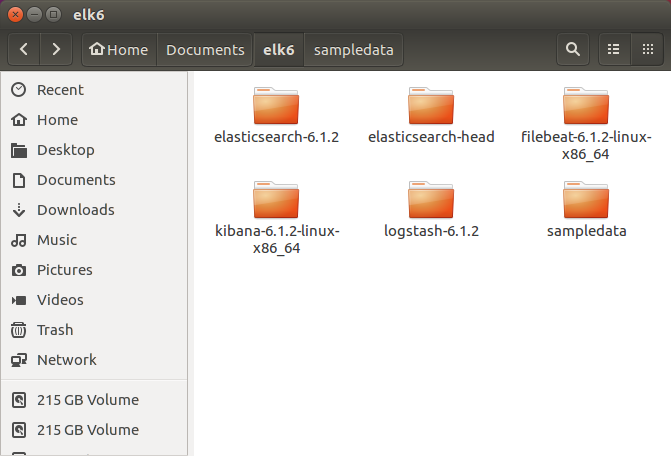 elk6
Home
Documents
elk6
sampledata
Recent
Home
Desktop
Documents
Downloads
Music
Pictures
Videos
Trash
Network
215 GB Volume
215 GB Volume
elasticsearch-6.1.2
elasticsearch-head
filebeat-6.1.2-linux-
x86_64
kibana-6.1.2-linux-
x86_64
logstash-6.1.2
sampledata